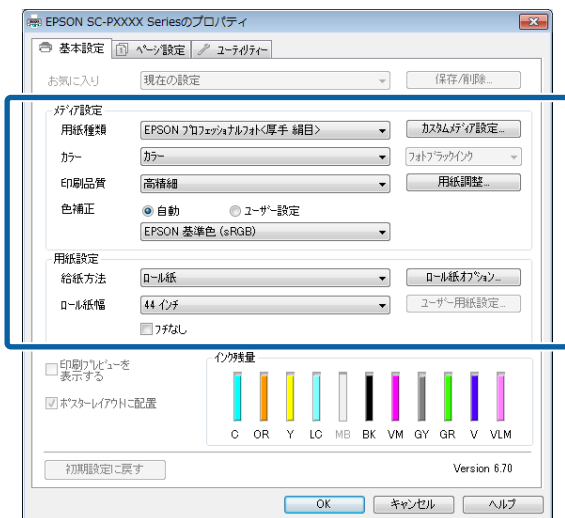 EPSON SC-PXXXX Seriesのプロパティ
基本設定 ページ設定 ユーティリティー
お気に入り 現在の設定 保存/削除...
メディア設定
用紙種類 EPSON プロフェッショナルフォト<厚手 絹目> カスタムメディア設定...
カラー カラー フォトブラックインク
印刷品質 高精細 用紙調整...
色補正 自動 ユーザー設定
EPSON 基準色 (sRGB)
用紙設定
給紙方法 ロール紙 ロール紙オプション...
ロール紙幅 44 インチ ユーザー用紙設定...
フチなし
印刷プレビューを
表示する
インク残量
ポスターレイアウトに配置
C OR Y LC MB BK VM GY GR V VLM
初期設定に戻す Version 6.70
OK キャンセル ヘルプ